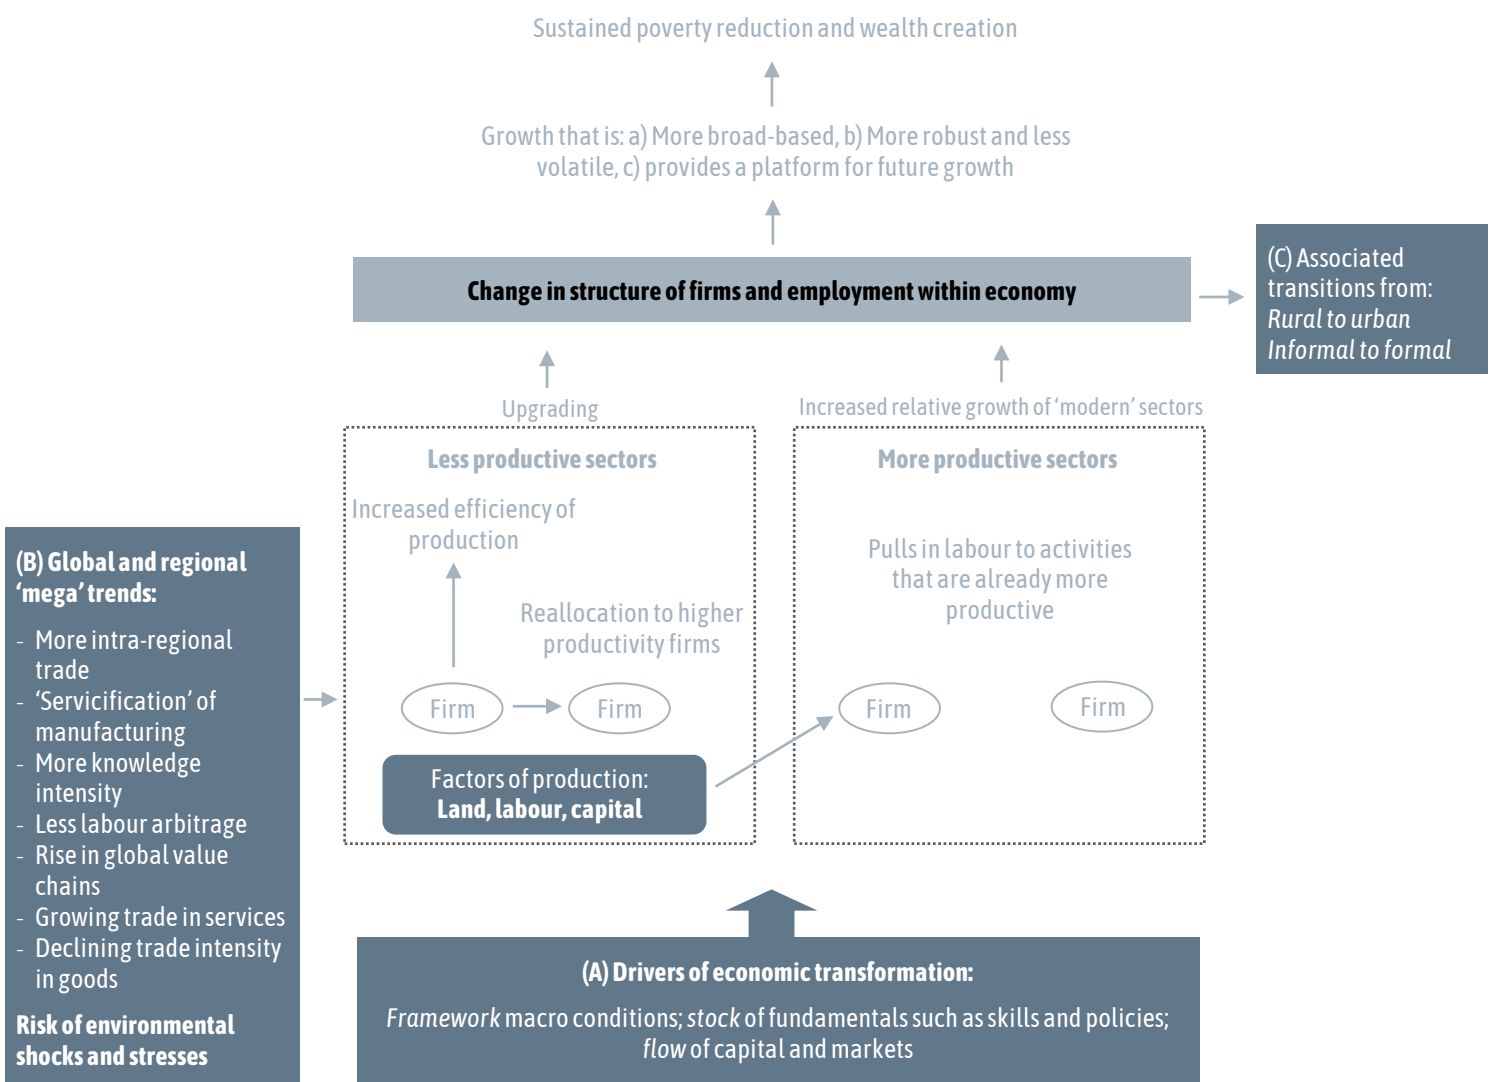 Sustained poverty reduction and wealth creation
Growth that is: a) More broad-based, b) More robust and less
volatile, c) provides a platform for future growth
Change in structure of firms and employment within economy
(C) Associated
transitions from:
Rural to urban
Informal to formal
Upgrading
Increased relative growth of ‘modern’ sectors
Less productive sectors
Increased efficiency of
production
Reallocation to higher
productivity firms
Firm
Firm
Factors of production:
Land, labour, capital
More productive sectors
Pulls in labour to activities
that are already more
productive
Firm
Firm
(B) Global and regional
‘mega’ trends:
- More intra-regional
trade
- ‘Servicification’ of
manufacturing
- More knowledge
intensity
- Less labour arbitrage
- Rise in global value
chains
- Growing trade in services
- Declining trade intensity
in goods
Risk of environmental
shocks and stresses
(A) Drivers of economic transformation:
Framework macro conditions; stock of fundamentals such as skills and policies;
flow of capital and markets